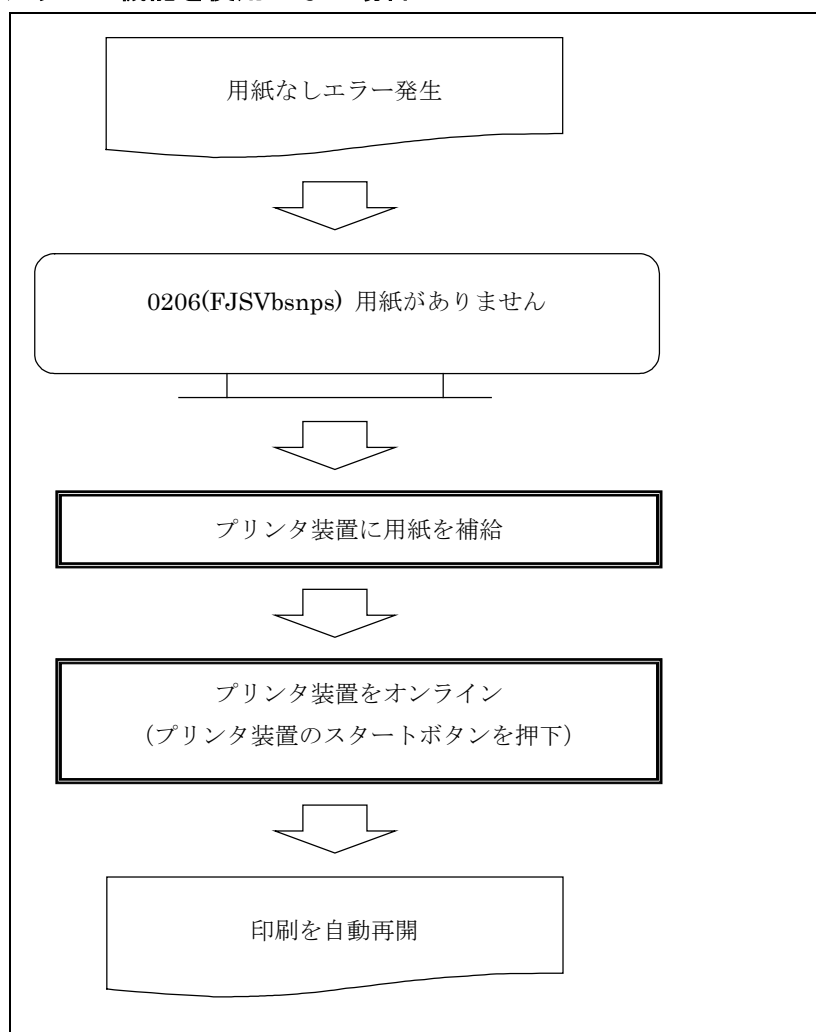 用紙なしエラー発生
0206(FJSVbsnps) 用紙がありません
プリンタ装置に用紙を補給
プリンタ装置をオンライン
(プリンタ装置のスタートボタンを押下)
印刷を自動再開